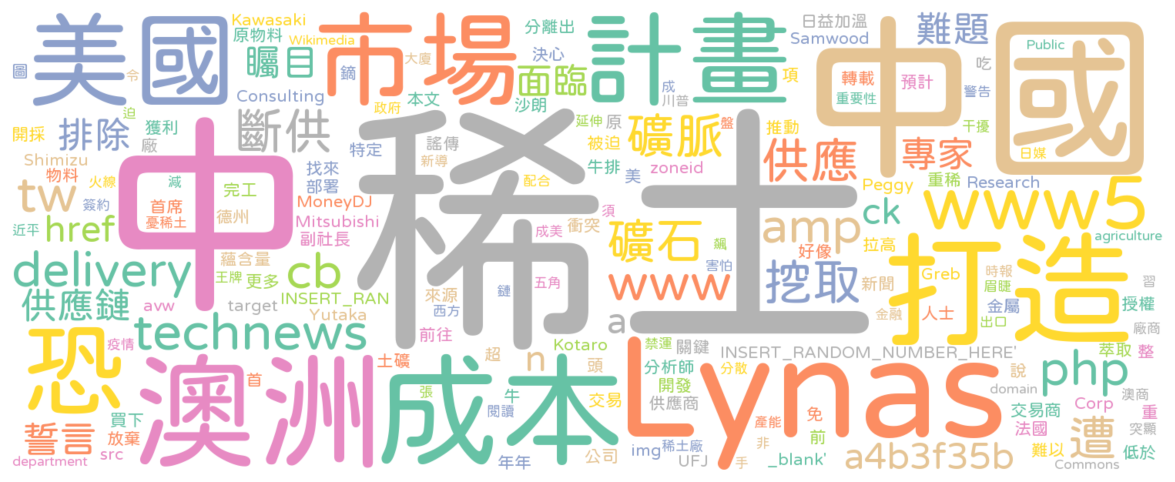 美國 Kawasaki 市場 分離出 計畫 日益加溫 難題 中國
原物料 Wikimedia 大廈 決心 Samwood Public
圖 令 矚目 鏑 面臨 成 項 轉載 預計 吃
Consulting 政府 本文 沙朗 川普 重要性 警告
迫 排除 獲利 斷供 延伸 原 礦脈 盤 推動 干擾
開採 廠 謠傳 稀土 被迫 供應 專家 日媒
Shimizu 中 找來 特定 新導 牛排 美 zoneid
物料 火線 減 完工 部署 配合 Peggy 重稀 Research
tw 簽約 首席 MoneyDJ 須 www5
近平 href 憂稀土 德州 Mitsubishi 成美 衝突 礦石 amp ck agriculture
副社長 飆 好像 拉高 打造
delivery 蘊含量 cb 鏈 五角 害怕 挖取 Greb 時報
王牌 更多 來源 www 新聞 眉睫 習
供應鏈 avw target INSERT_RAN 西方 金屬 授權
technews Yutaka 前往 a 金融 人士 出口 廠商
恐 疫情 土礦 超 n Kotaro 禁運 關鍵 INSERT_RANDOM_NUMBER_HERE' 萃取 整
澳洲 成本 頭 分析師 Lynas 分散 說 php
首 張 開發 domain 澳商
買下 牛 閱讀 交易 供應商 產能 免 交易商 Corp 重
誓言 放棄 img 稀土廠 非 前 法國 遭 突顯
department src 年年 公司 UFJ 手 _blank' a4b3f35b 難以 Commons 低於